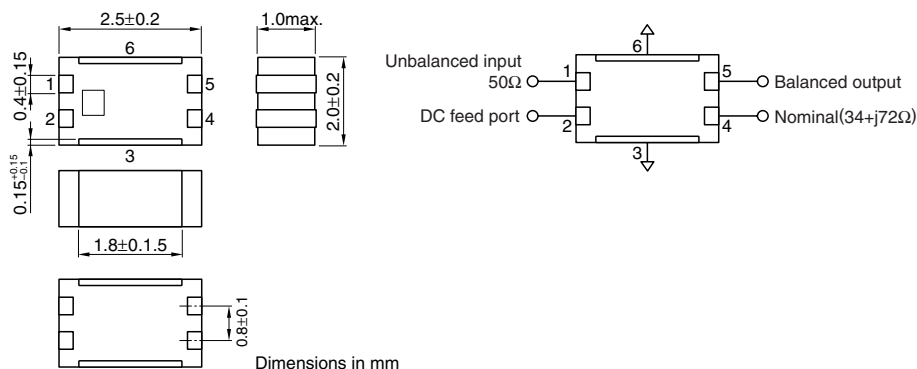 2.5±0.2
1.0max.
6
1
5
2
4
3
0.4±0.15
0.15+0.15−0.1
2.0±0.2
1.8±0.1.5
0.8±0.1
Dimensions in mm
Unbalanced input
50Ω
DC feed port
6
1
5
2
4
3
Balanced output
Nominal(34+j72Ω)